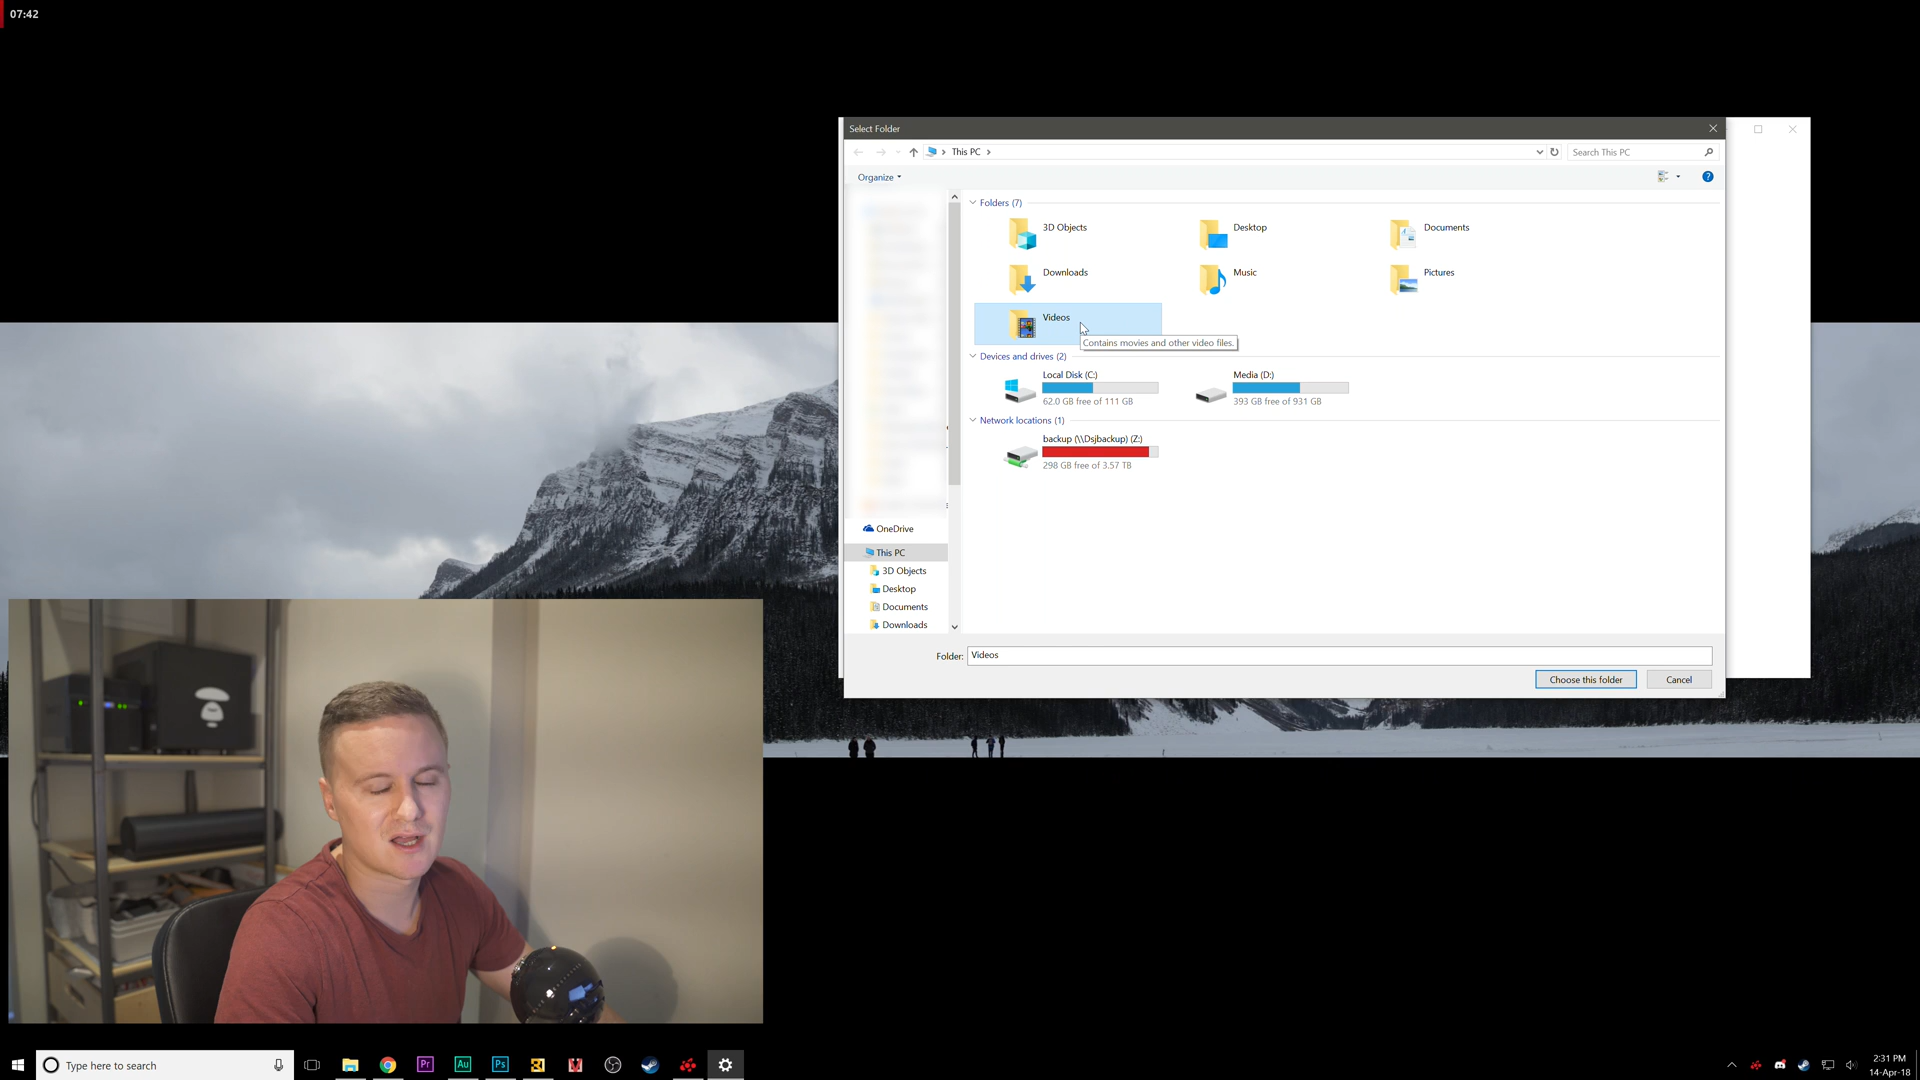 07:42
Select Folder
This PC
Search This PC
Organize
Folders (7)
3D Objects
Desktop
Documents
Downloads
Music
Pictures
Videos
Contains movies and other video files.
Devices and drives (2)
Local Disk (C:)
62.0 GB free of 111 GB
Media (D:)
393 GB free of 931 GB
Network locations (1)
backup (\\Dsjbackup) (Z:)
298 GB free of 3.57 TB
OneDrive
This PC
3D Objects
Desktop
Documents
Downloads
Folder:
Videos
Choose this folder
Cancel
Type here to search
Pr
Au
Ps
2:31 PM
14-Apr-18